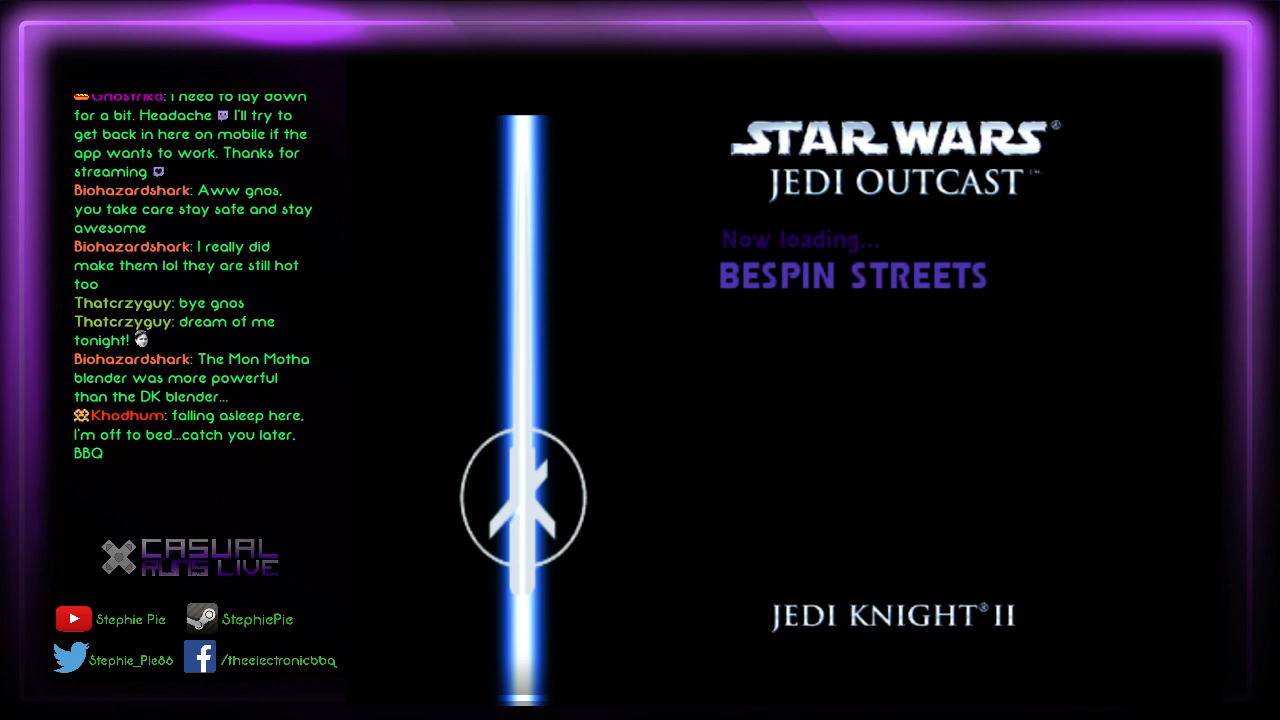 Gnostrika: I need to lay down
for a bit. Headache I'll try to
get back in here on mobile if the
app wants to work. Thanks for
streaming
Biohazardshark: Aww gnos,
you take care stay safe and stay
awesome
Biohazardshark: I really did
make them lol they are still hot
too
Thatcrzyguy: bye gnos
Thatcrzyguy: dream of me
tonight!
Biohazardshark: The Mon Motha
blender was more powerful
than the DK blender...
Khodhum: falling asleep here,
I'm off to bed...catch you later,
BBQ
CASUAL
RUNS LIVE
Stephie Pie
StephiePie
Stephie_Pie86
/theelectronicbbq
STAR WARS®
JEDI OUTCAST™
Now loading...
BESPIN STREETS
JEDI KNIGHT® II